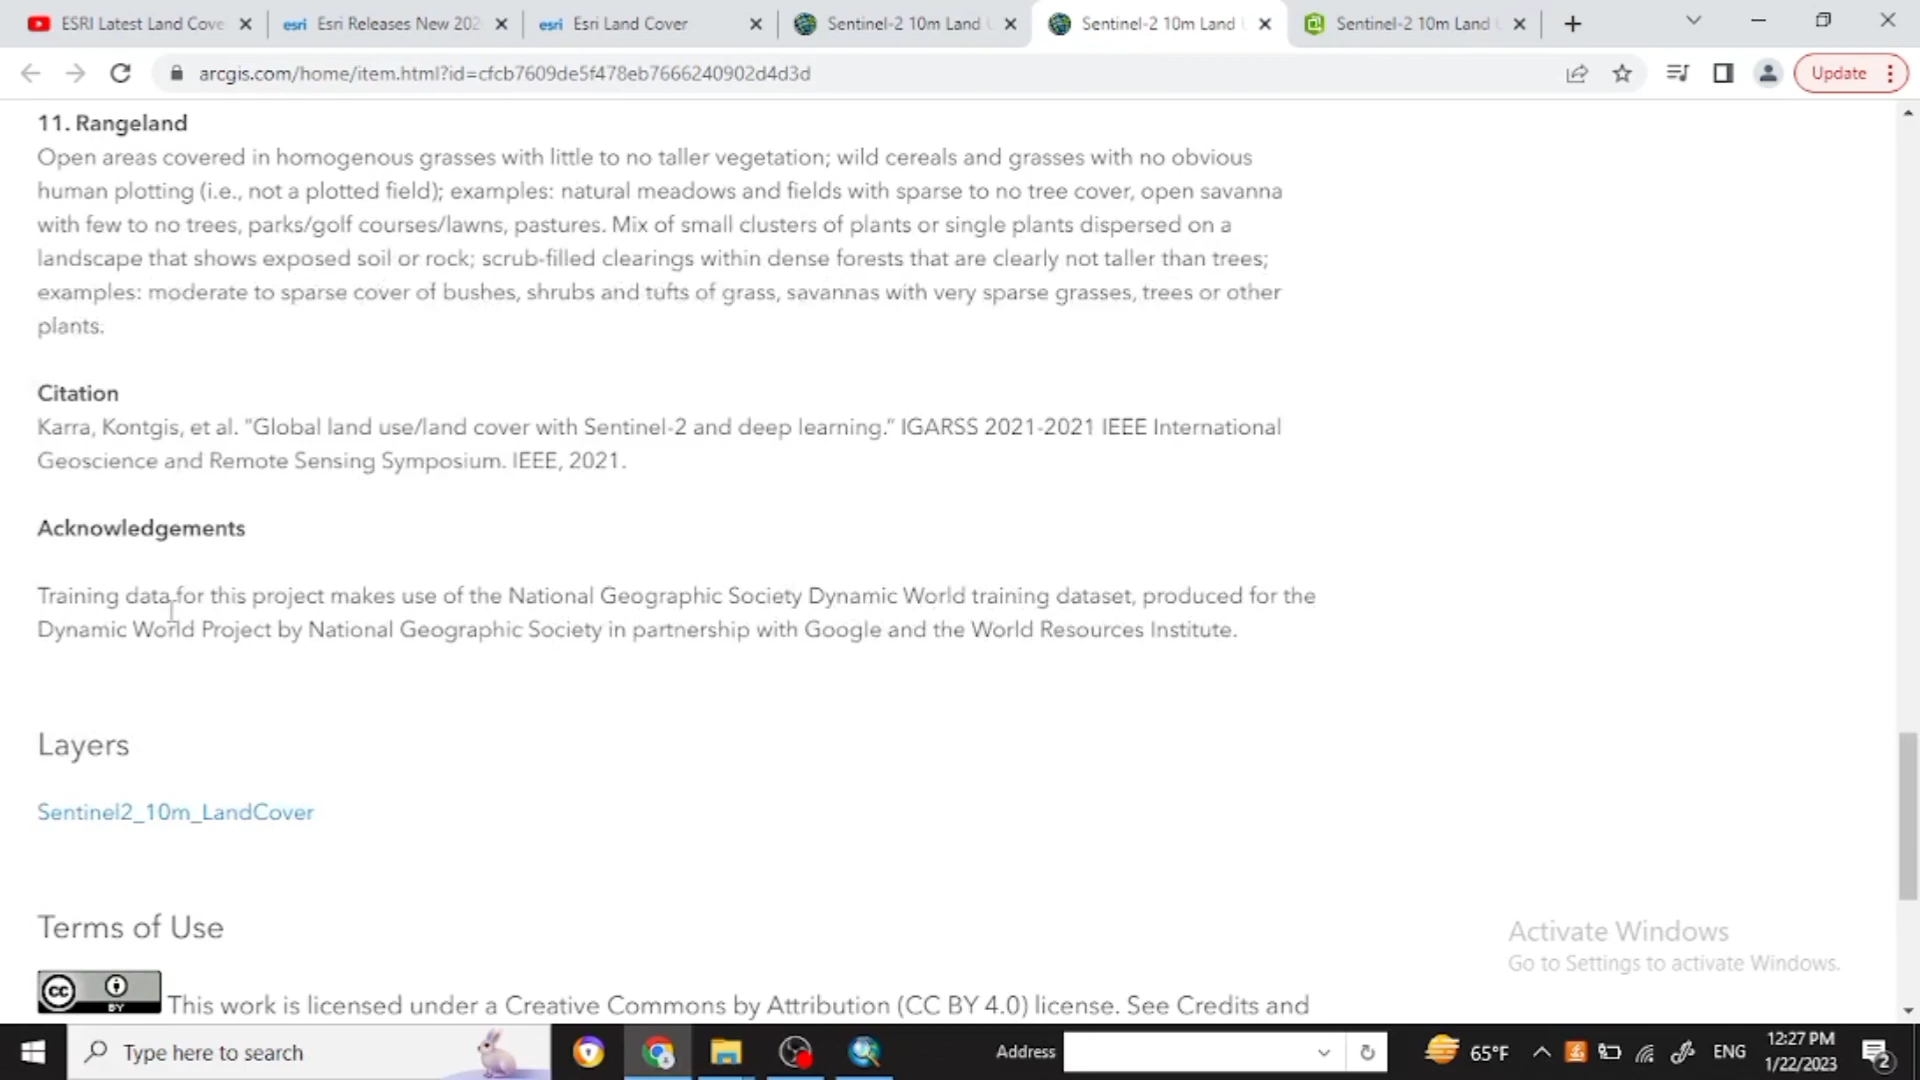 ESRI Latest Land Cove
esri Esri Releases New 202
esri Esri Land Cover
Sentinel-2 10m Land
Sentinel-2 10m Land
Sentinel-2 10m Land
arcgis.com/home/item.html?id=cfcb7609de5f478eb7666240902d4d3d
Update
11. Rangeland
Open areas covered in homogenous grasses with little to no taller vegetation; wild cereals and grasses with no obvious
human plotting (i.e., not a plotted field); examples: natural meadows and fields with sparse to no tree cover, open savanna
with few to no trees, parks/golf courses/lawns, pastures. Mix of small clusters of plants or single plants dispersed on a
landscape that shows exposed soil or rock; scrub-filled clearings within dense forests that are clearly not taller than trees;
examples: moderate to sparse cover of bushes, shrubs and tufts of grass, savannas with very sparse grasses, trees or other
plants.
Citation
Karra, Kontgis, et al. "Global land use/land cover with Sentinel-2 and deep learning." IGARSS 2021-2021 IEEE International
Geoscience and Remote Sensing Symposium. IEEE, 2021.
Acknowledgements
Training data for this project makes use of the National Geographic Society Dynamic World training dataset, produced for the
Dynamic World Project by National Geographic Society in partnership with Google and the World Resources Institute.
Layers
Sentinel2_10m_LandCover
Terms of Use
Activate Windows
Go to Settings to activate Windows.
CC BY This work is licensed under a Creative Commons by Attribution (CC BY 4.0) license. See Credits and
Type here to search
Address
65°F
ENG
12:27 PM
1/22/2023
2